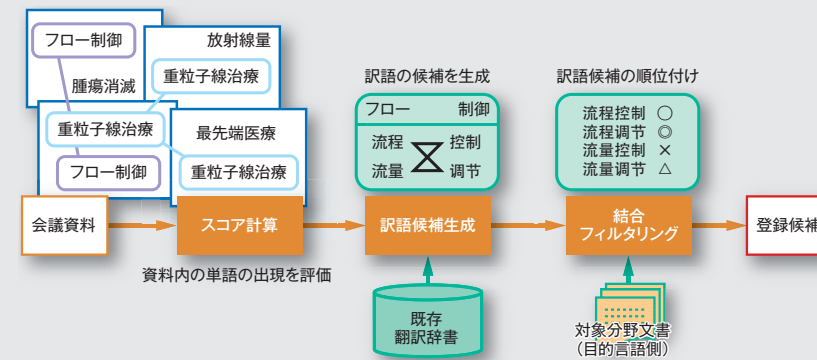 フロー制御
放射線量
腫瘍消滅
重粒子線治療
重粒子線治療
最先端医療
フロー制御
重粒子線治療
会議資料
スコア計算
資料内の単語の出現を評価
訳語の候補を生成
フロー 制御
流程 控制
流量 调节
訳語候補生成
既存
翻訳辞書
訳語候補の順位付け
流程控制 ○
流程调节 ◎
流量控制 ×
流量调节 △
結合
フィルタリング
対象分野文書
(目的言語側)
登録候補